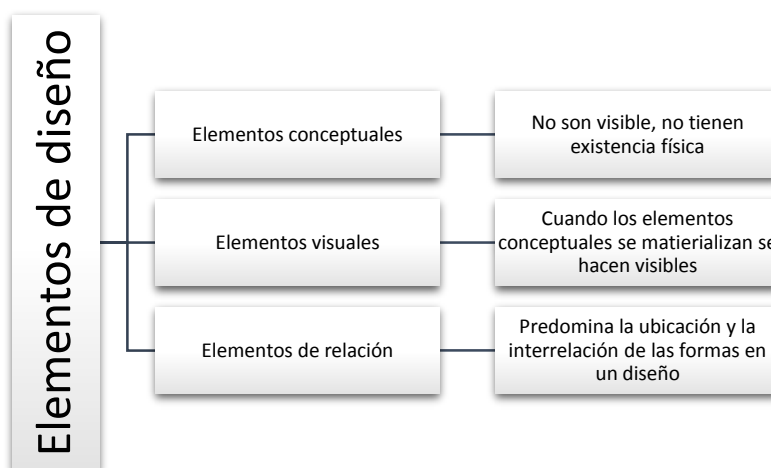 Elementos de diseño
Elementos conceptuales
No son visible, no tienen
existencia física
Elementos visuales
Cuando los elementos
conceptuales se matierializan se
hacen visibles
Elementos de relación
Predomina la ubicación y la
interrelación de las formas en
un diseño